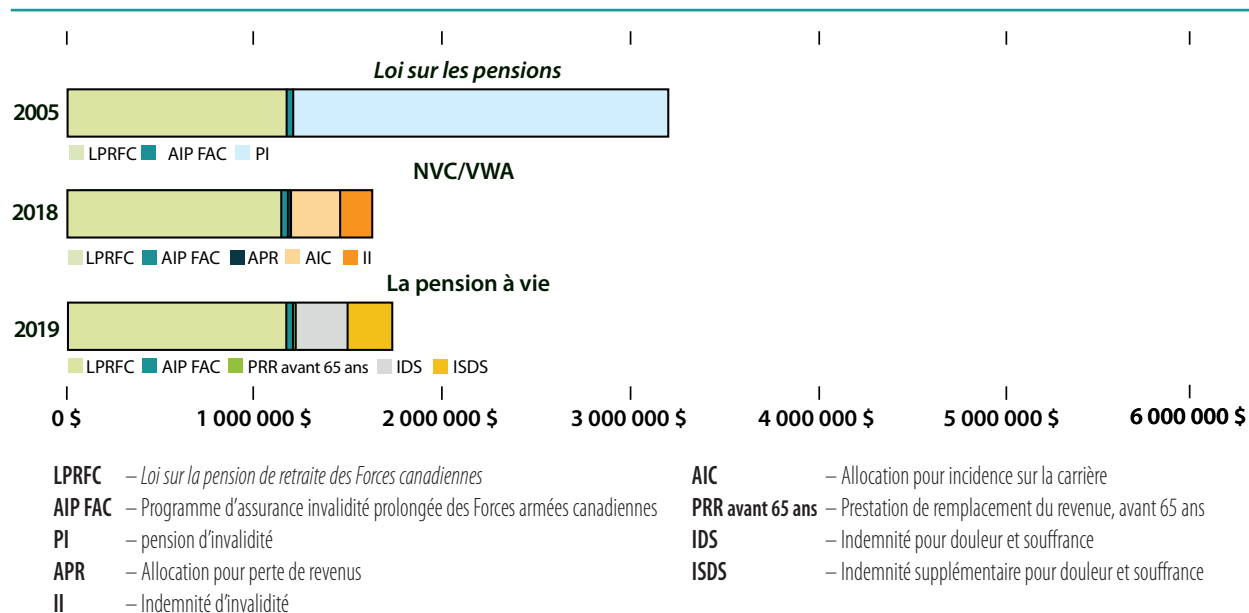 Loi sur les pensions
2005
LPRFC AIP FAC PI
NVC/VWA
2018
LPRFC AIP FAC APR AIC II
La pension à vie
2019
LPRFC AIP FAC PRR avant 65 ans IDS ISDS
0 $ 1 000 000 $ 2 000 000 $ 3 000 000 $ 4 000 000 $ 5 000 000 $ 6 000 000 $
LPRFC – Loi sur la pension de retraite des Forces canadiennes
AIP FAC – Programme d’assurance invalidité prolongée des Forces armées canadiennes
PI – pension d’invalidité
APR – Allocation pour perte de revenus
II – Indemnité d’invalidité
AIC – Allocation pour incidence sur la carrière
PRR avant 65 ans – Prestation de remplacement du revenue, avant 65 ans
IDS – Indemnité pour douleur et souffrance
ISDS – Indemnité supplémentaire pour douleur et souffrance